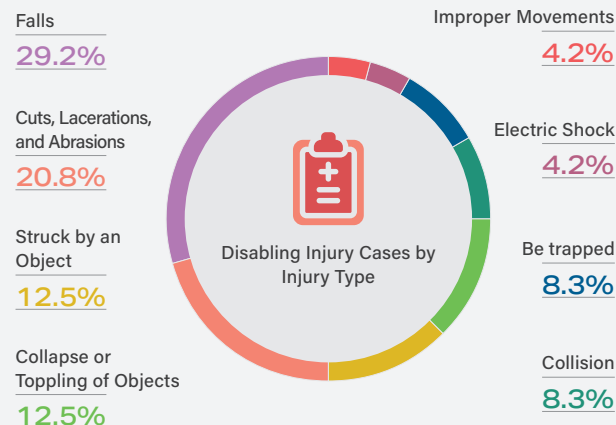 Falls
29.2%
Cuts, Lacerations,
and Abrasions
20.8%
Struck by an
Object
12.5%
Collapse or
Toppling of Objects
12.5%
Disabling Injury Cases by
Injury Type
Improper Movements
4.2%
Electric Shock
4.2%
Be trapped
8.3%
Collision
8.3%